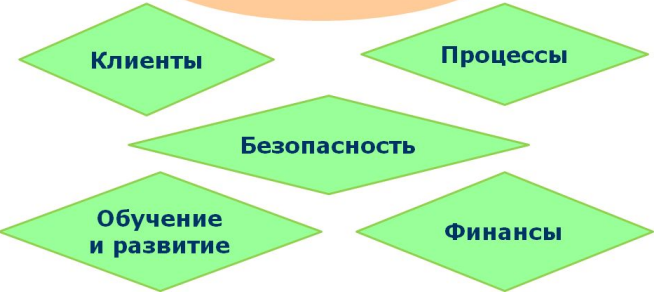 Клиенты
Процессы
Безопасность
Обучение
и развитие
Финансы